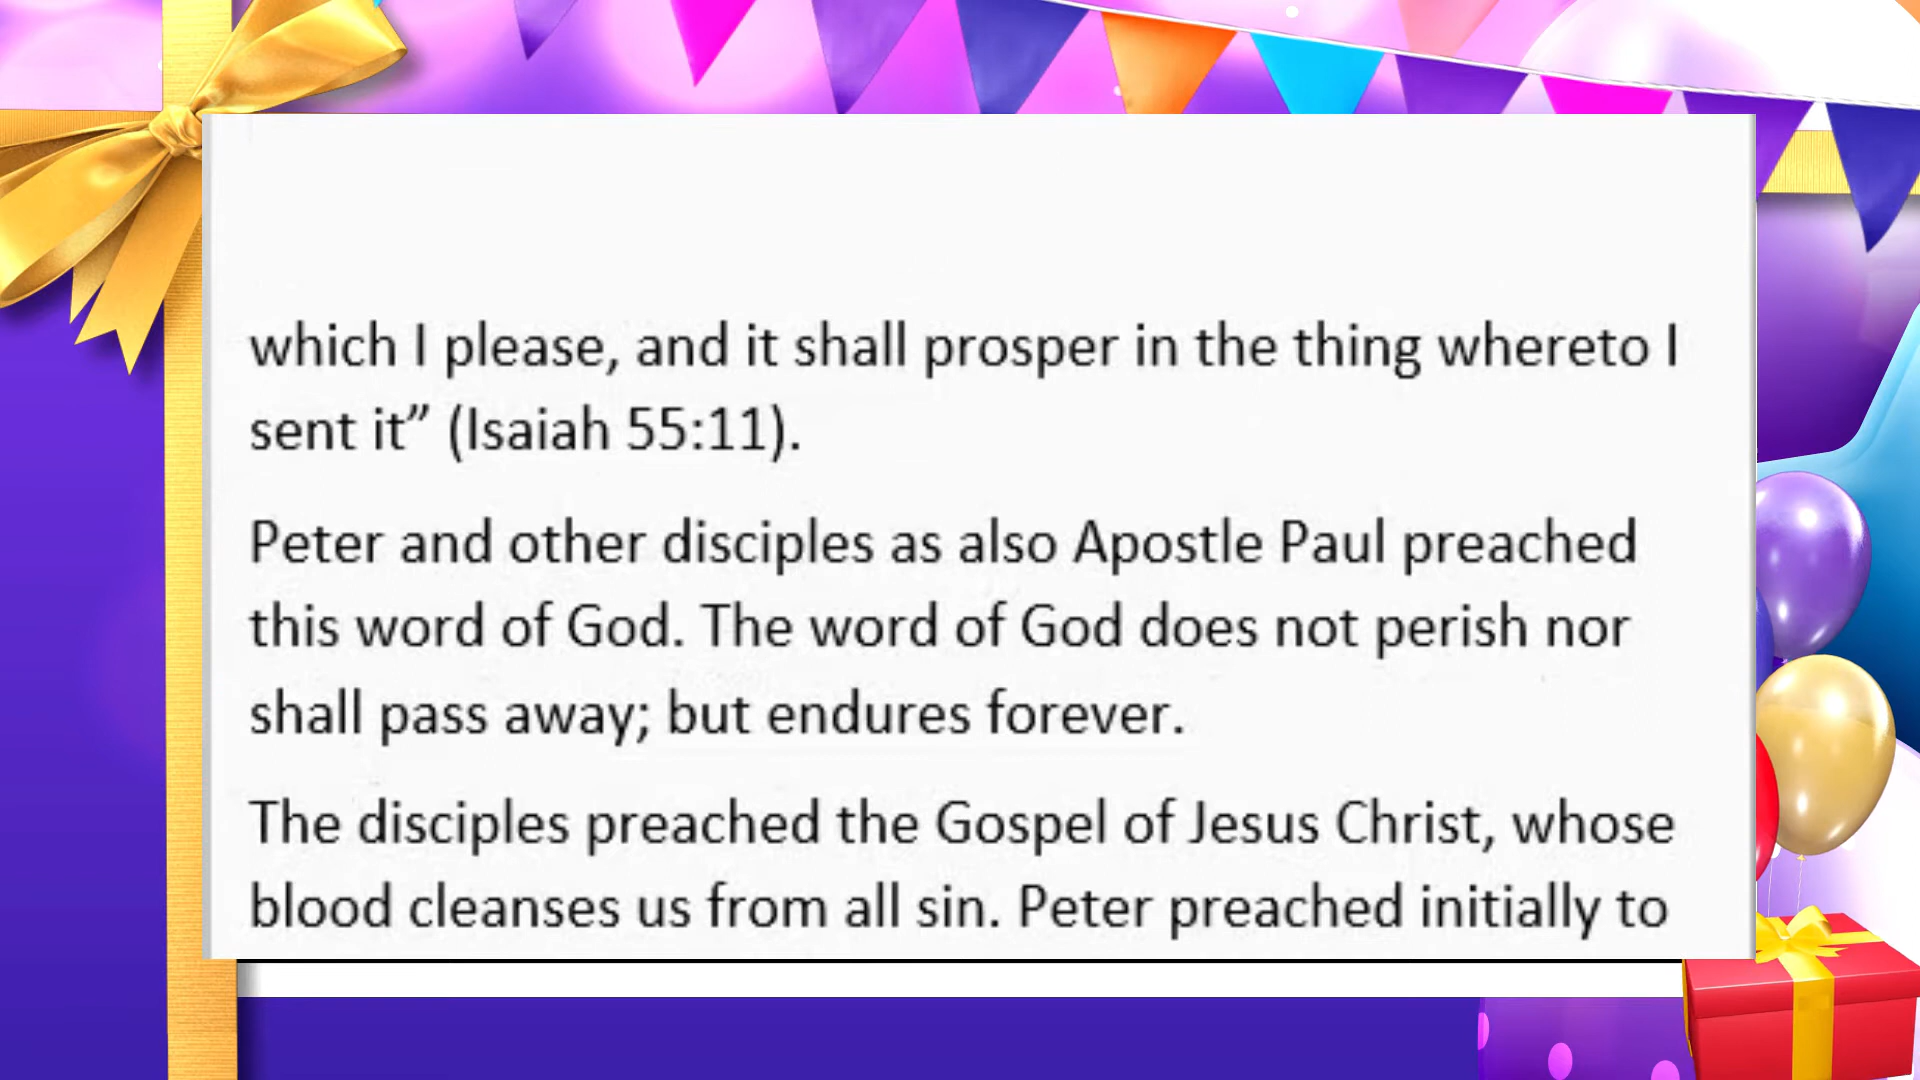 which I please, and it shall prosper in the thing whereto I
sent it” (Isaiah 55:11).
Peter and other disciples as also Apostle Paul preached
this word of God. The word of God does not perish nor
shall pass away; but endures forever.
The disciples preached the Gospel of Jesus Christ, whose
blood cleanses us from all sin. Peter preached initially to